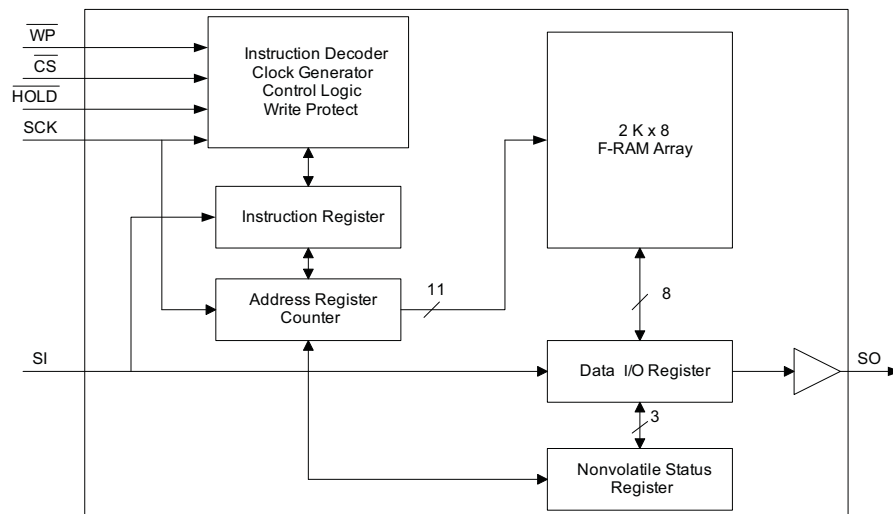 WP
CS
HOLD
SCK
Instruction Decoder
Clock Generator
Control Logic
Write Protect
2 K x 8
F-RAM Array
Instruction Register
Address Register
Counter
11
8
SI
Data I/O Register
SO
3
Nonvolatile Status
Register